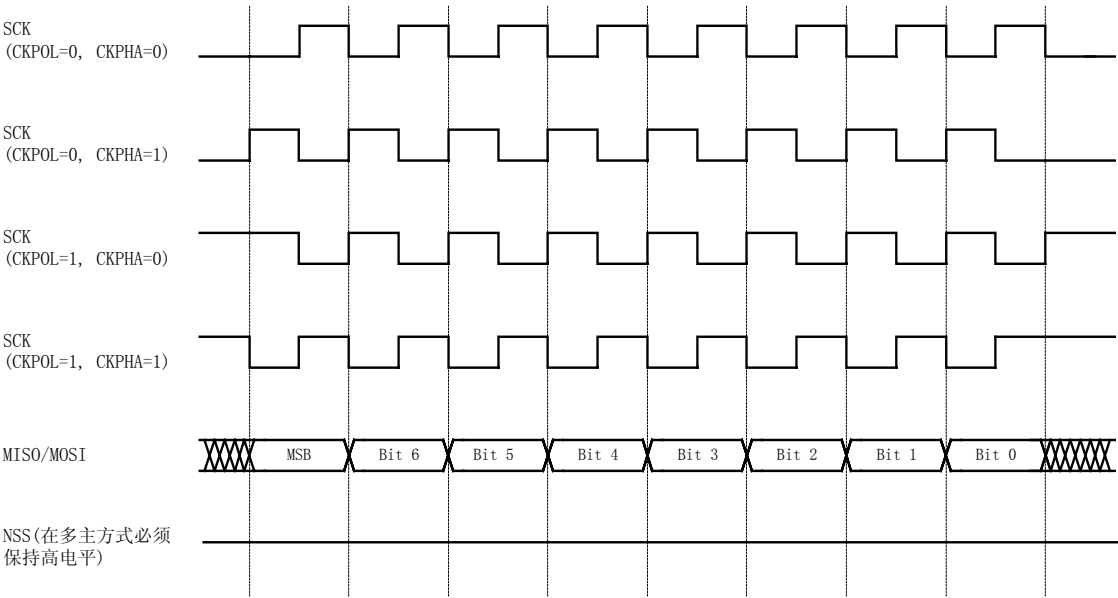 SCK
(CKPOL=0, CKPHA=0)
SCK
(CKPOL=0, CKPHA=1)
SCK
(CKPOL=1, CKPHA=0)
SCK
(CKPOL=1, CKPHA=1)
MISO/MOSI MSB Bit 6 Bit 5 Bit 4 Bit 3 Bit 2 Bit 1 Bit 0
NSS(在多主方式必须
保持高电平)